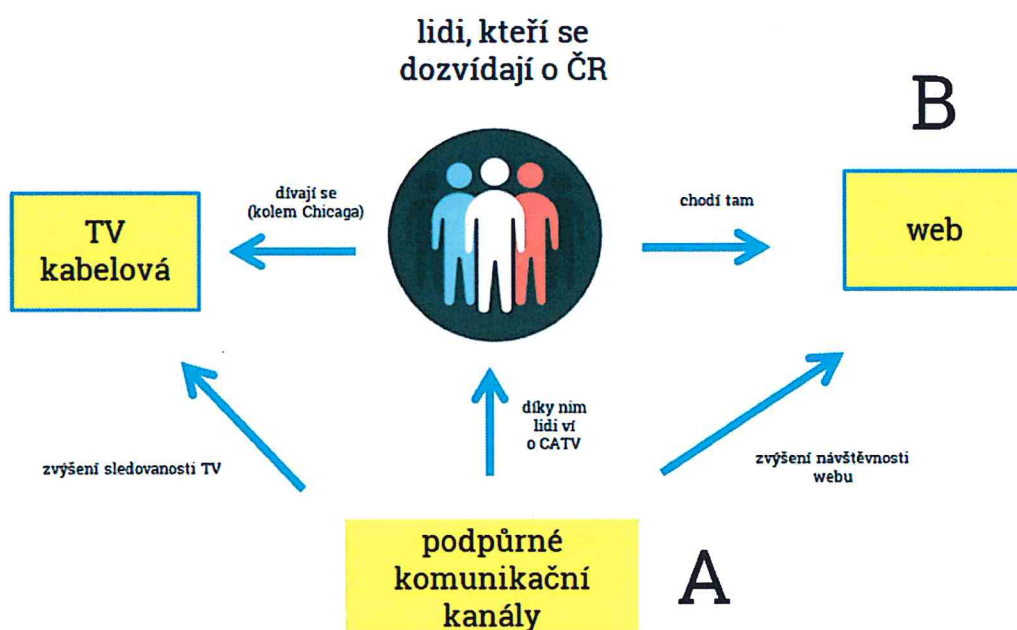 lidi, kteří se
dozvídají o ČR
B
TV
kabelová
dívají se
(kolem Chicaga)
chodí tam
web
zvýšení sledovanosti TV
díky nim
lidi ví
o CATV
zvýšení návštěvnosti
webu
podpůrné
komunikační
kanály
A